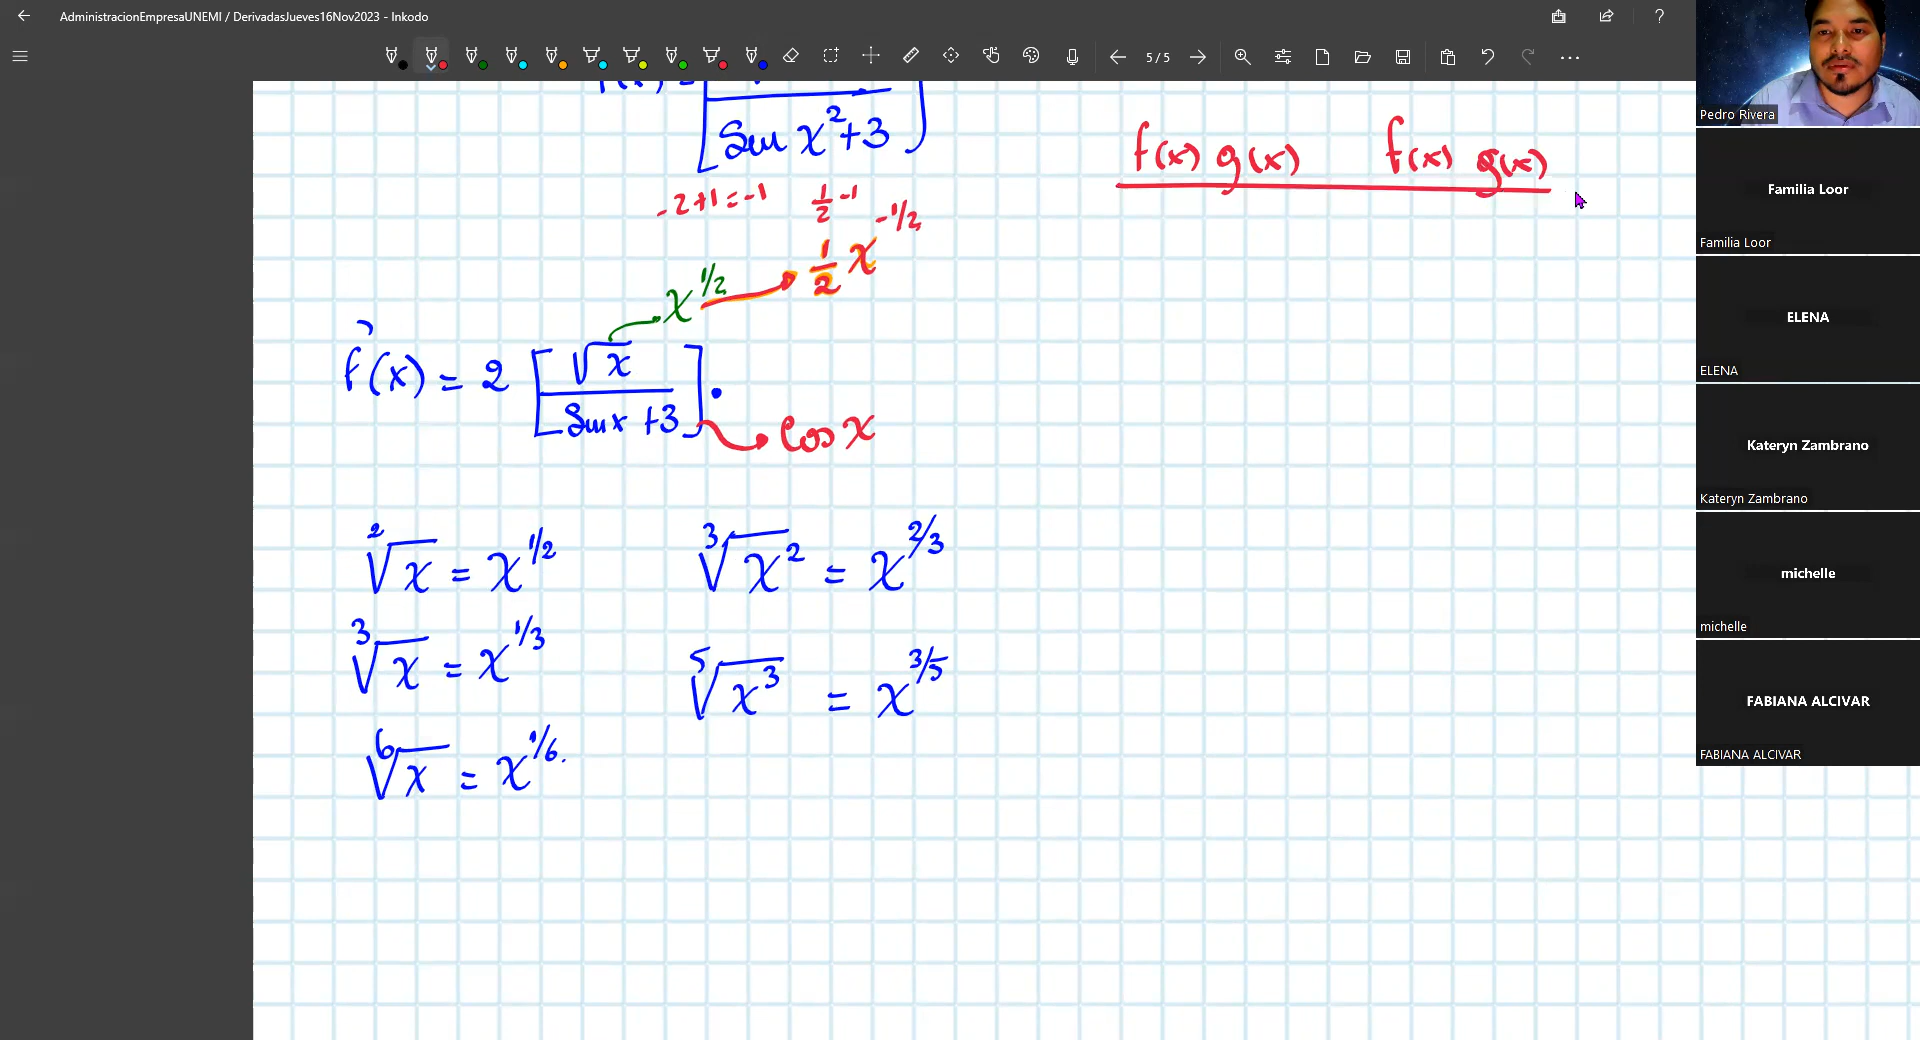 AdministracionEmpresaUNEMI / DerivadasJueves16Nov2023 - Inkodo
?
5 / 5
Pedro Rivera
Familia Loor
Familia Loor
ELENA
ELENA
Kateryn Zambrano
Kateryn Zambrano
michelle
michelle
FABIANA ALCIVAR
FABIANA ALCIVAR
f(x) =
Sen x² + 3
f(x) g(x) f(x) g(x)
-2+1=-1 1/2 -1
x^1/2 1/2 x^-1/2
f'(x) = 2 [√x / Sen x + 3] ·
Cos x
²√x = x^1/2
³√x² = x^2/3
³√x = x^1/3
⁵√x³ = x^3/5
⁶√x = x^1/6.